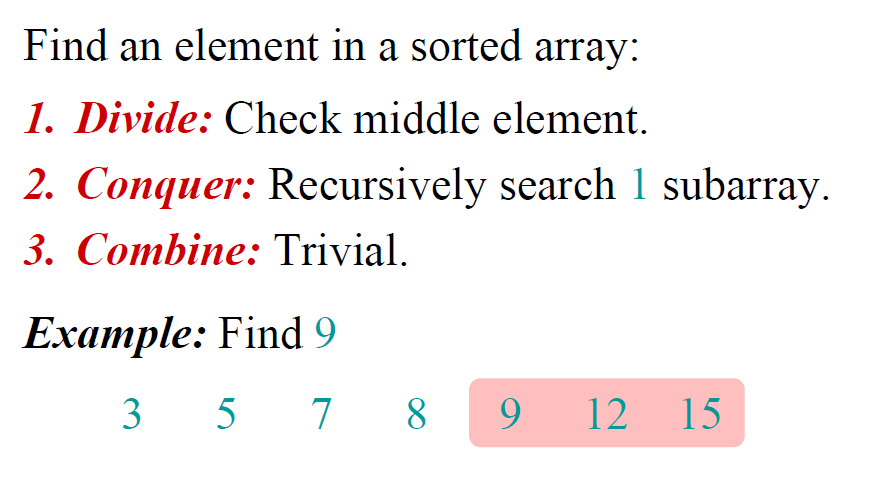 Find an element in a sorted array:
1. Divide: Check middle element.
2. Conquer: Recursively search 1 subarray.
3. Combine: Trivial.
Example: Find 9
3 5 7 8 9 12 15